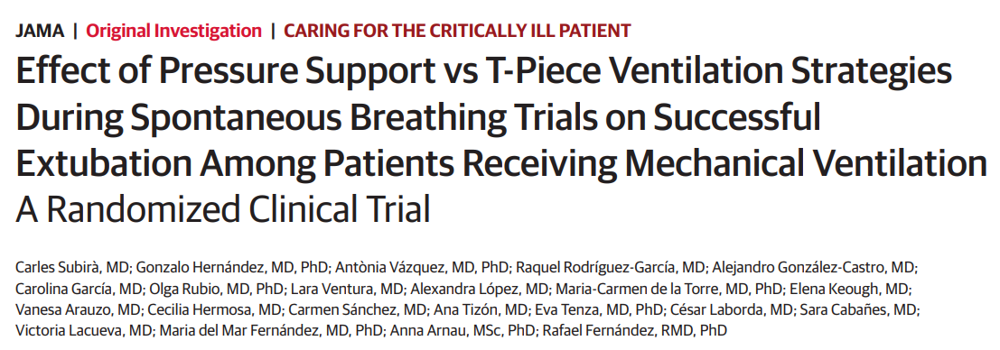 JAMA | Original Investigation | CARING FOR THE CRITICALLY ILL PATIENT
Effect of Pressure Support vs T-Piece Ventilation Strategies
During Spontaneous Breathing Trials on Successful
Extubation Among Patients Receiving Mechanical Ventilation
A Randomized Clinical Trial
Carles Subirà, MD; Gonzalo Hernández, MD, PhD; Antònia Vázquez, MD, PhD; Raquel Rodríguez-García, MD; Alejandro González-Castro, MD;
Carolina García, MD; Olga Rubio, MD, PhD; Lara Ventura, MD; Alexandra López, MD; Maria-Carmen de la Torre, MD, PhD; Elena Keough, MD;
Vanesa Arauzo, MD; Cecilia Hermosa, MD; Carmen Sánchez, MD; Ana Tizón, MD; Eva Tenza, MD, PhD; César Laborda, MD; Sara Cabañes, MD;
Victoria Lacueva, MD; Maria del Mar Fernández, MD, PhD; Anna Arnau, MSc, PhD; Rafael Fernández, RMD, PhD